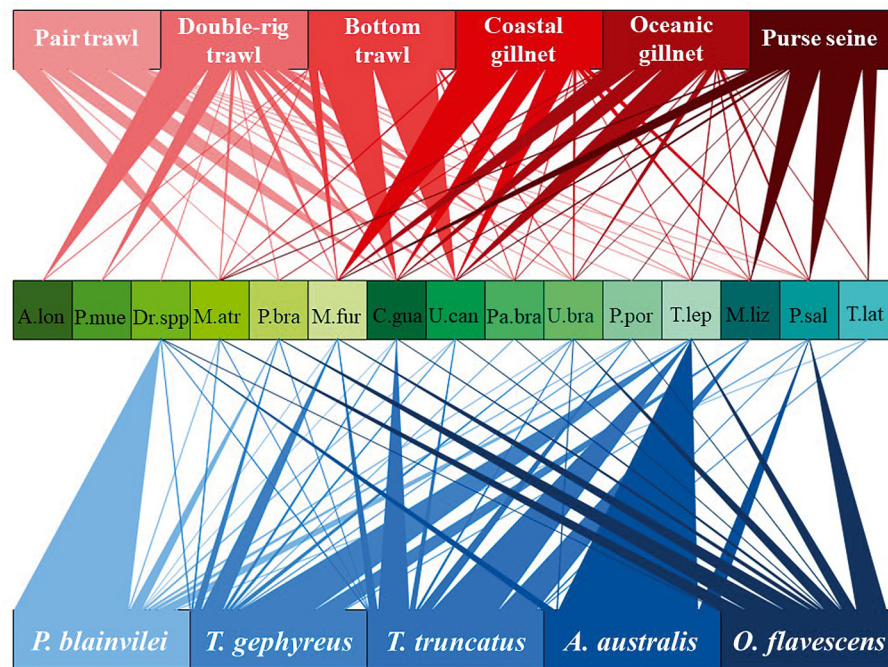 Pair trawl
Double-rig
trawl
Bottom
trawl
Coastal
gillnet
Oceanic
gillnet
Purse seine
A.lon P.mue Dr.spp M.atr P.bra M.fur C.gua U.can Pa.bra U.bra P.por T.lep M.liz P.sal T.lat
P. blainvilei T. gephyreus T. truncatus A. australis O. flavescens